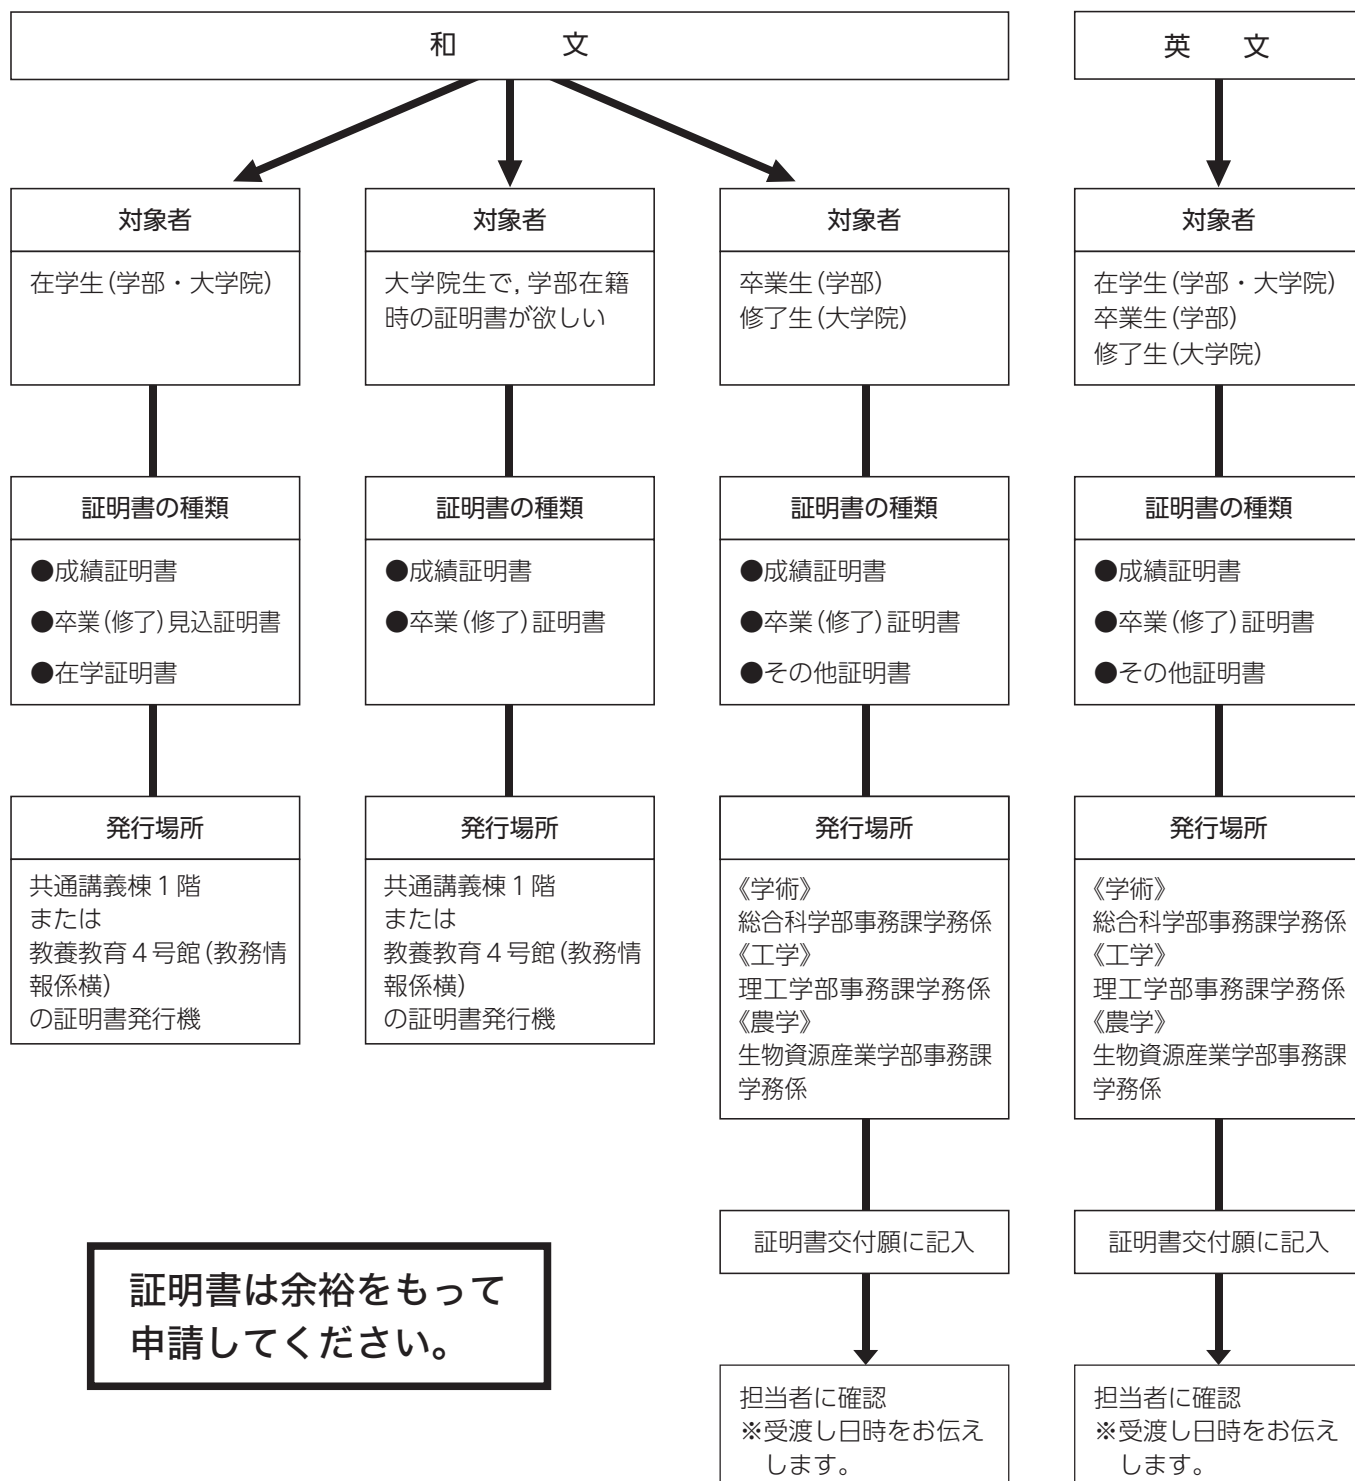 和　文
英　文
対象者
在学生(学部・大学院)
対象者
大学院生で,学部在籍
時の証明書が欲しい
対象者
卒業生(学部)
修了生(大学院)
対象者
在学生(学部・大学院)
卒業生(学部)
修了生(大学院)
証明書の種類
●成績証明書
●卒業(修了)見込証明書
●在学証明書
証明書の種類
●成績証明書
●卒業(修了)証明書
証明書の種類
●成績証明書
●卒業(修了)証明書
●その他証明書
証明書の種類
●成績証明書
●卒業(修了)証明書
●その他証明書
発行場所
共通講義棟1階
または
教養教育4号館(教務情
報係横)
の証明書発行機
発行場所
共通講義棟1階
または
教養教育4号館(教務情
報係横)
の証明書発行機
発行場所
《学術》
総合科学部事務課学務係
《工学》
理工学部事務課学務係
《農学》
生物資源産業学部事務課
学務係
発行場所
《学術》
総合科学部事務課学務係
《工学》
理工学部事務課学務係
《農学》
生物資源産業学部事務課
学務係
証明書交付願に記入
証明書交付願に記入
証明書は余裕をもって
申請してください。
担当者に確認
※受渡し日時をお伝え
します。
担当者に確認
※受渡し日時をお伝え
します。